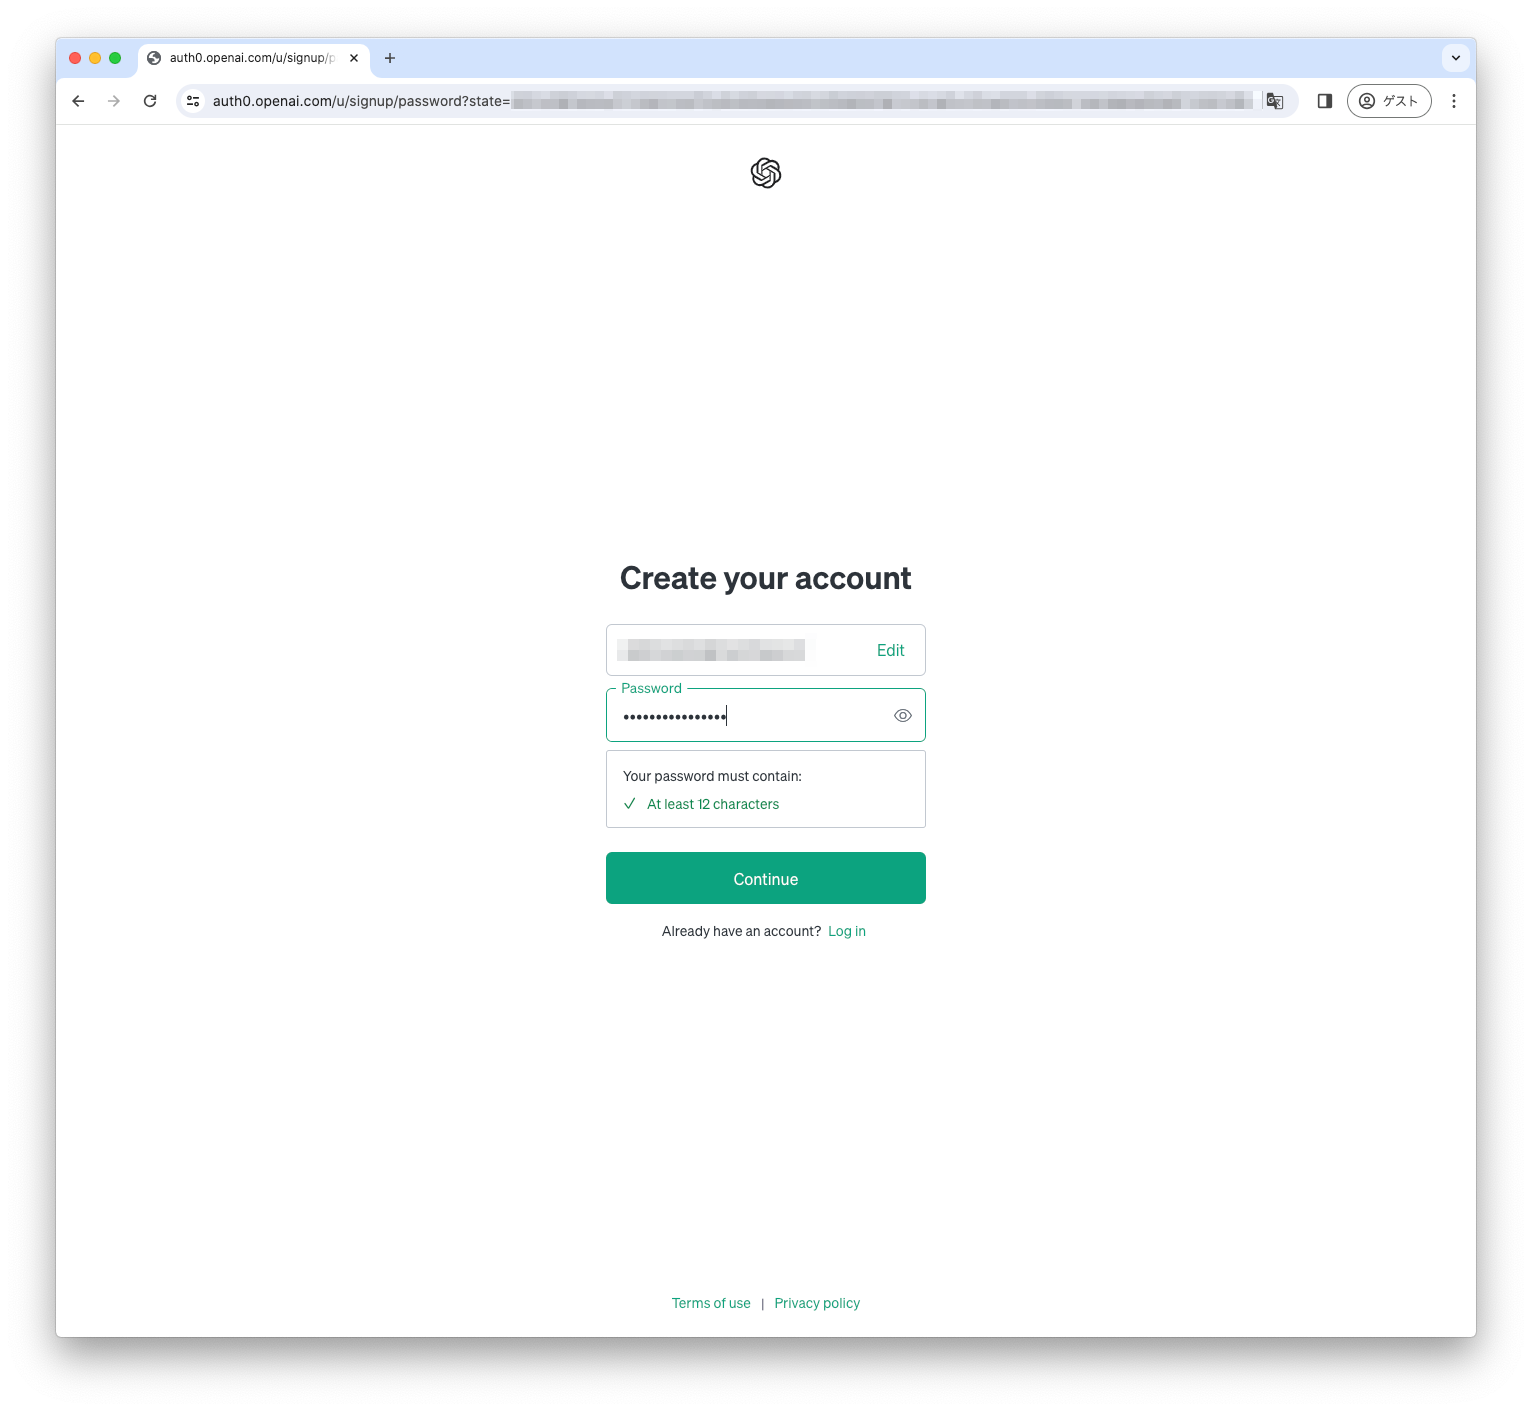 auth0.openai.com/u/signup/p
auth0.openai.com/u/signup/password?state=
ゲスト
Create your account
Edit
Password
••••••••••••••••
Your password must contain:
✓ At least 12 characters
Continue
Already have an account? Log in
Terms of use | Privacy policy